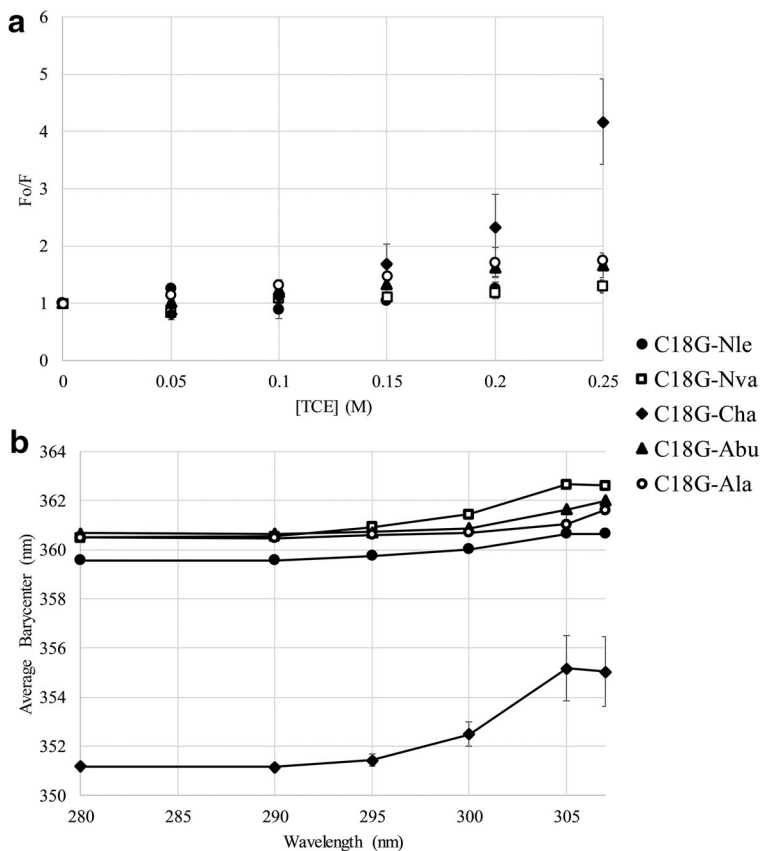 a
6
5
4
3
2
1
0
Fo/F
0 0.05 0.1 0.15 0.2 0.25
[TCE] (M)
C18G-Nle
C18G-Nva
C18G-Cha
C18G-Abu
C18G-Ala
b
364
362
360
358
356
354
352
350
Average Barycenter (nm)
280 285 290 295 300 305
Wavelength (nm)